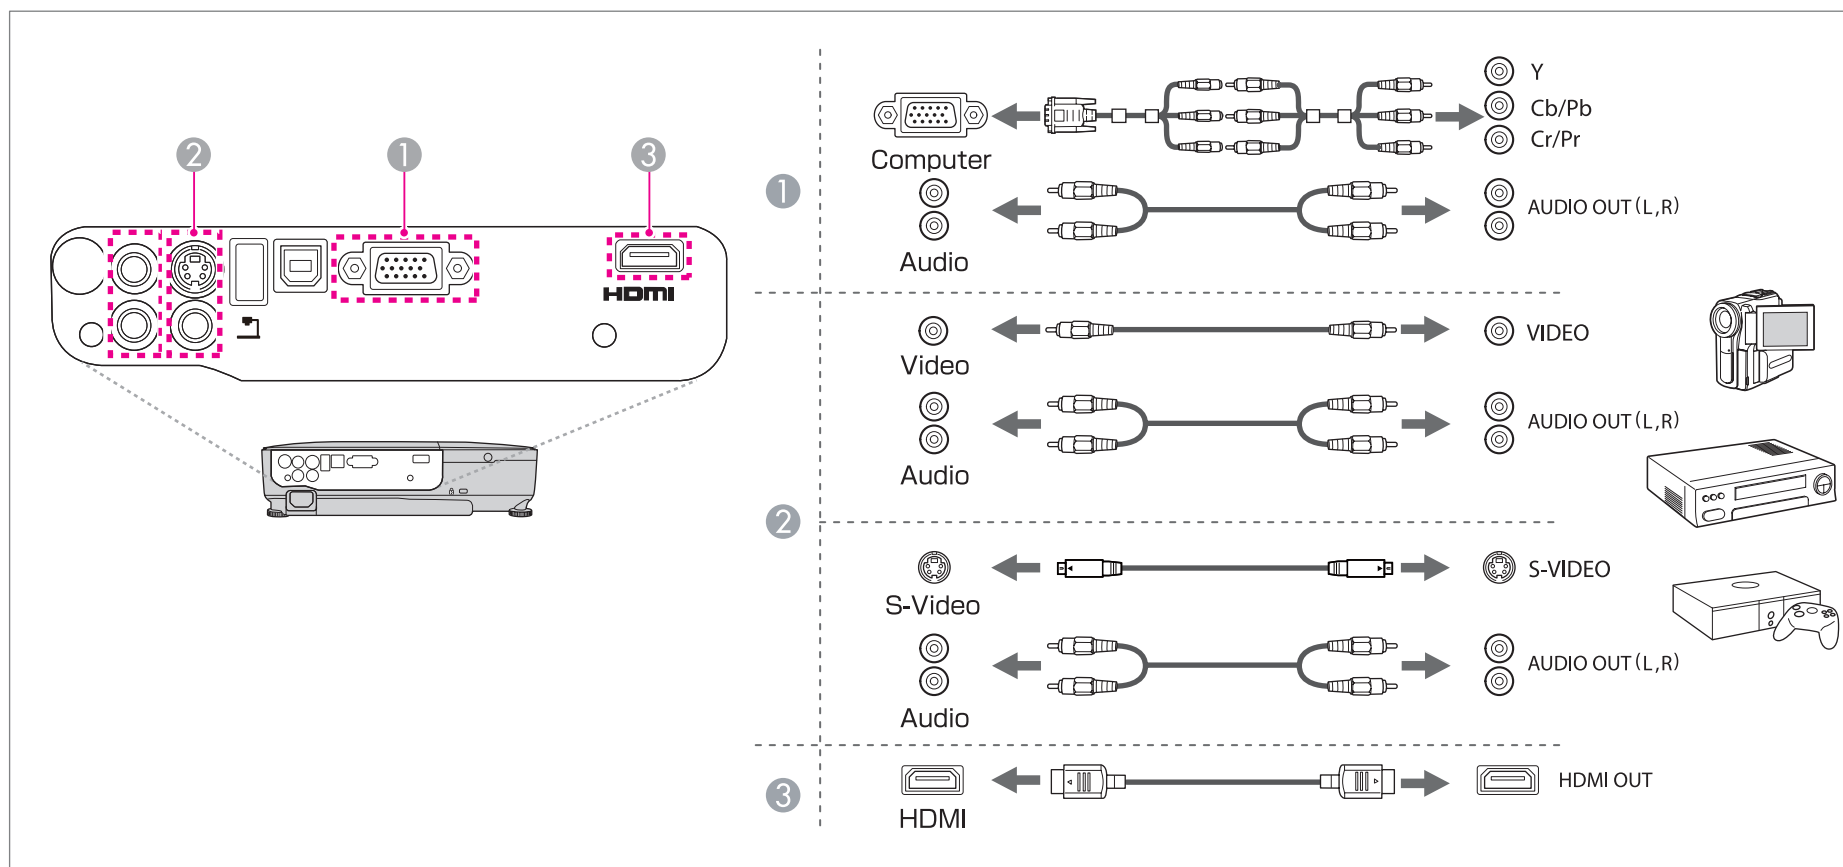 2
1
3
HDMI
1
Computer
Y
Cb/Pb
Cr/Pr
Audio
AUDIO OUT (L,R)
2
Video
VIDEO
Audio
AUDIO OUT (L,R)
S-Video
S-VIDEO
Audio
AUDIO OUT (L,R)
3
HDMI
HDMI OUT